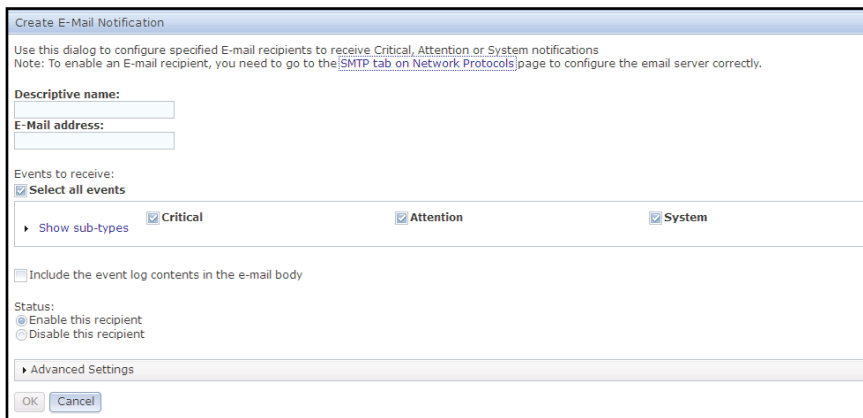 Create E-Mail Notification
Use this dialog to configure specified E-mail recipients to receive Critical, Attention or System notifications
Note: To enable an E-mail recipient, you need to go to the SMTP tab on Network Protocols page to configure the email server correctly.
Descriptive name:
E-Mail address:
Events to receive:
Select all events
Show sub-types Critical Attention System
Include the event log contents in the e-mail body
Status:
Enable this recipient
Disable this recipient
Advanced Settings
OK Cancel